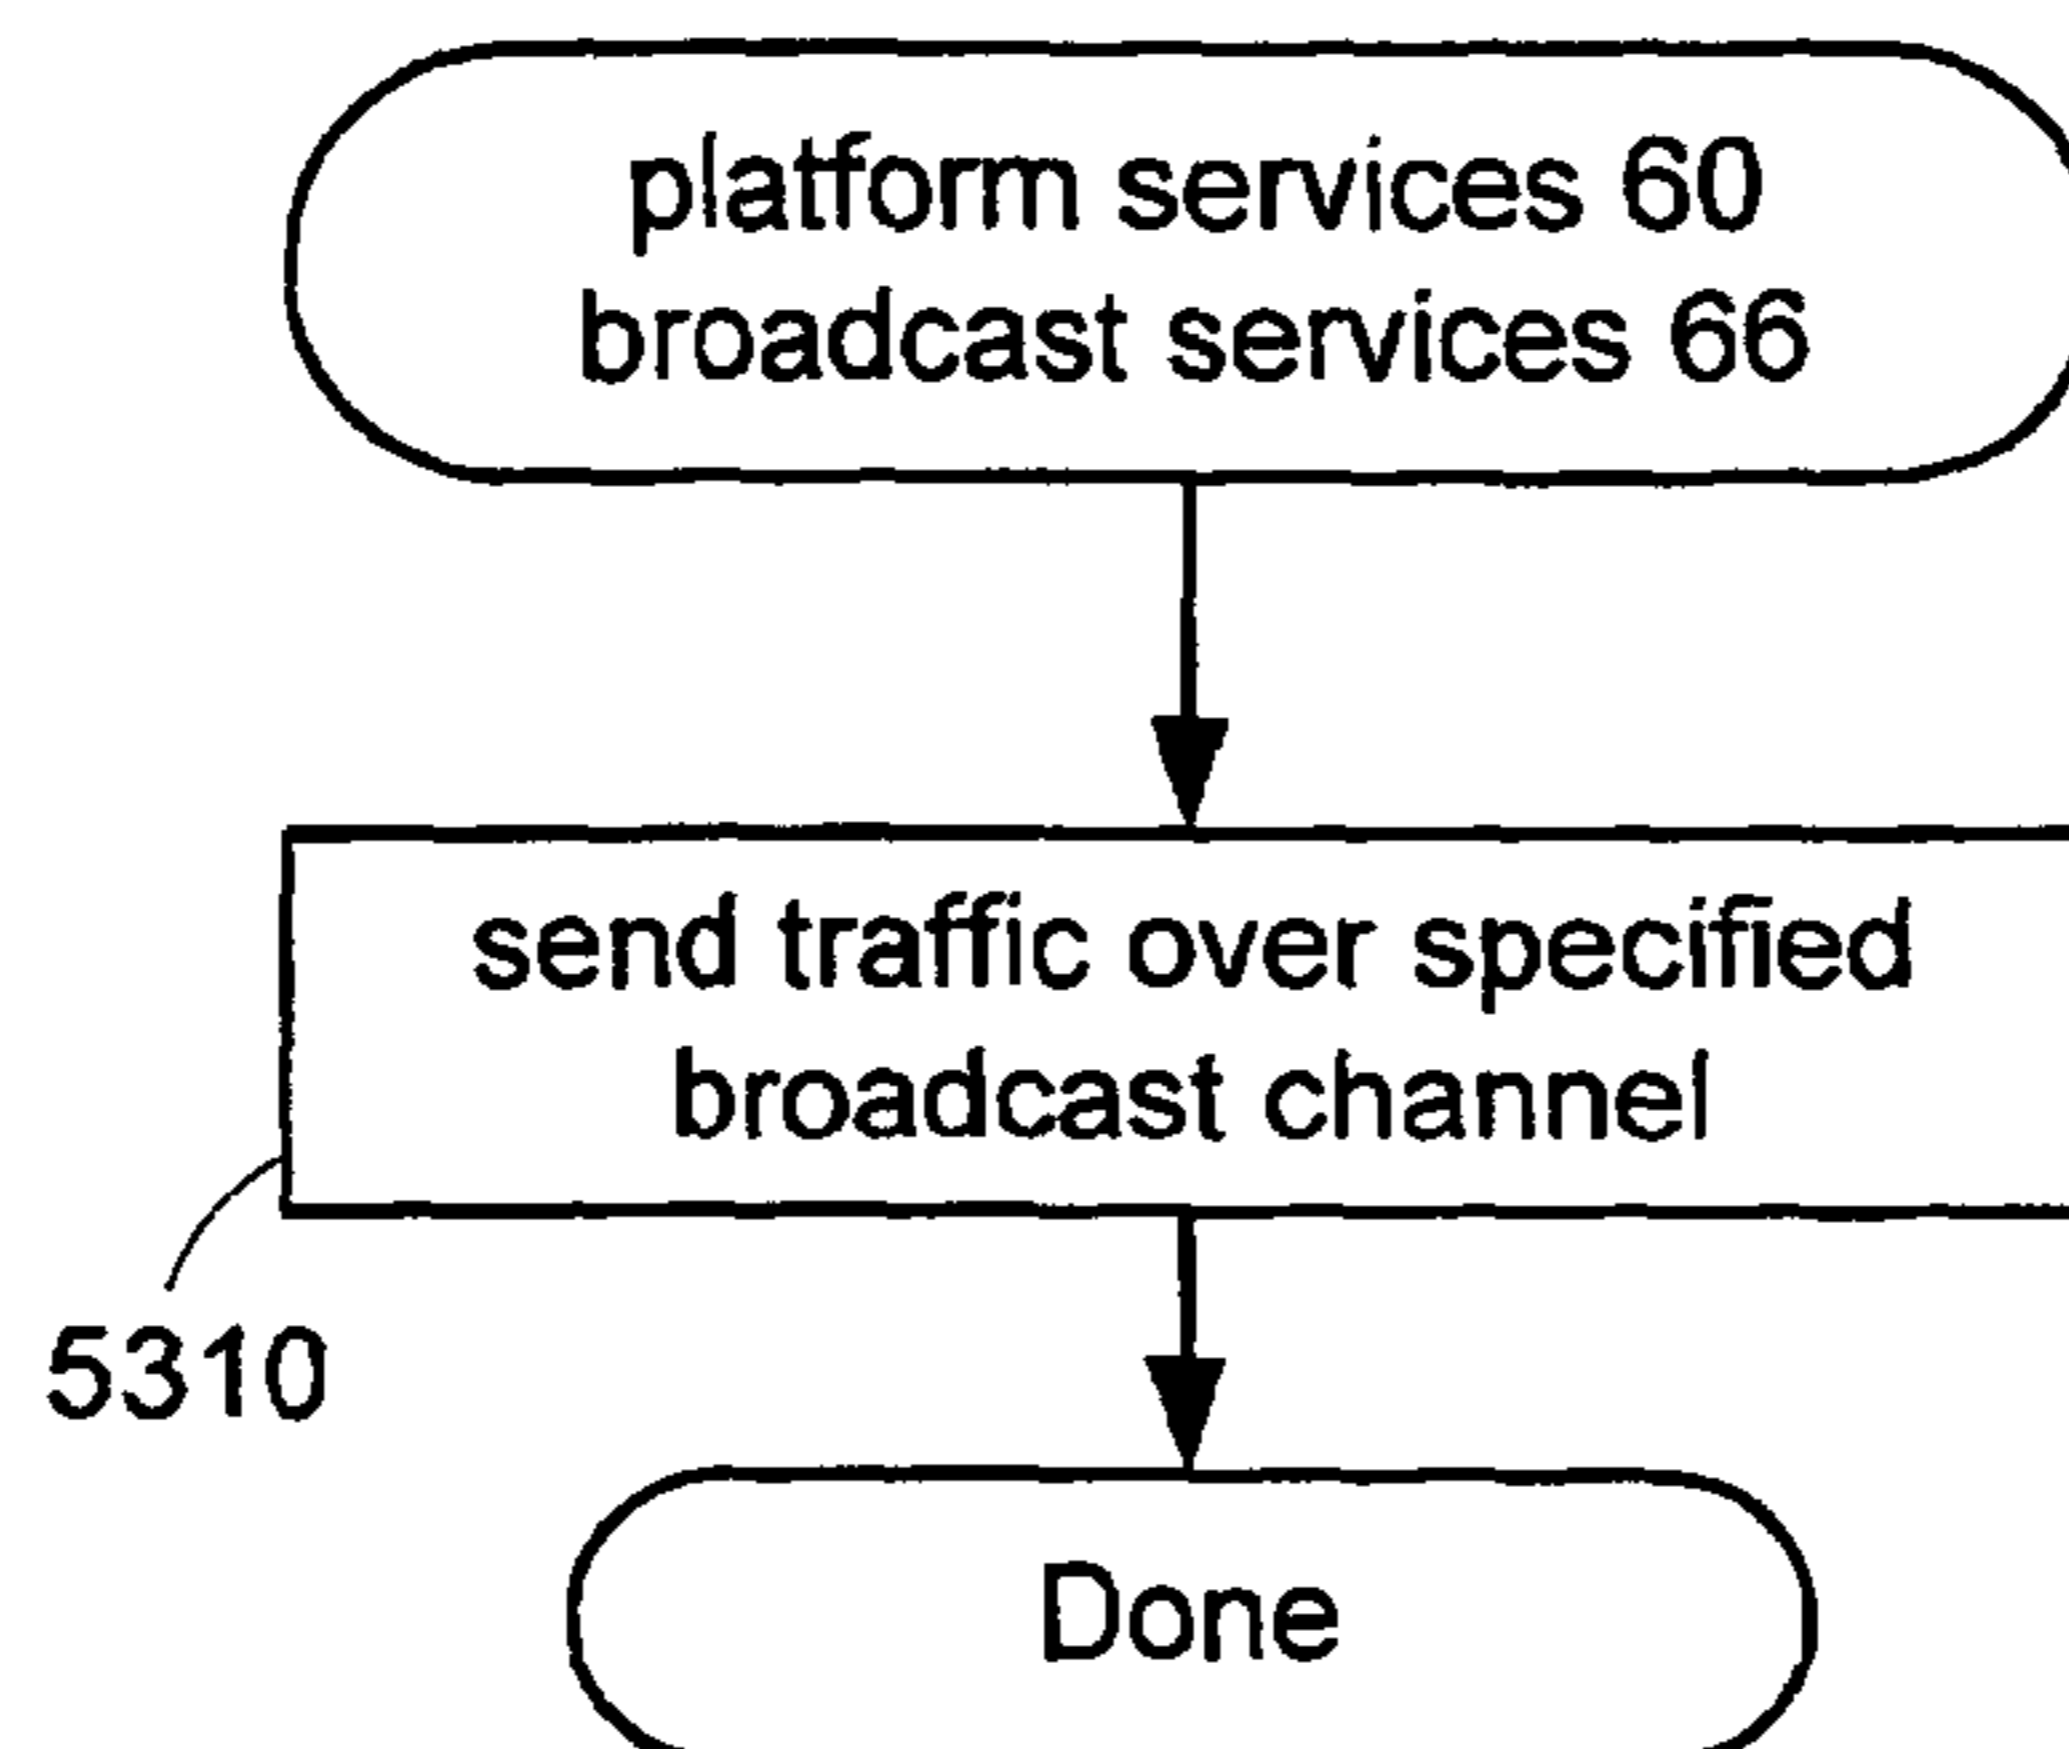 platform services 60
broadcast services 66
send traffic over specified
broadcast channel
5310
Done